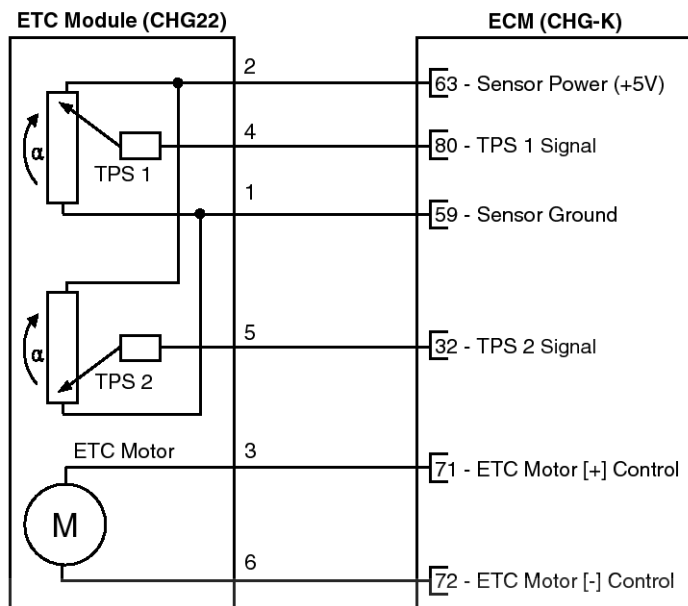 ETC Module (CHG22)
ECM (CHG-K)
2
63 - Sensor Power (+5V)
4
80 - TPS 1 Signal
α
TPS 1
1
59 - Sensor Ground
5
32 - TPS 2 Signal
α
TPS 2
ETC Motor
3
71 - ETC Motor [+] Control
M
6
72 - ETC Motor [-] Control